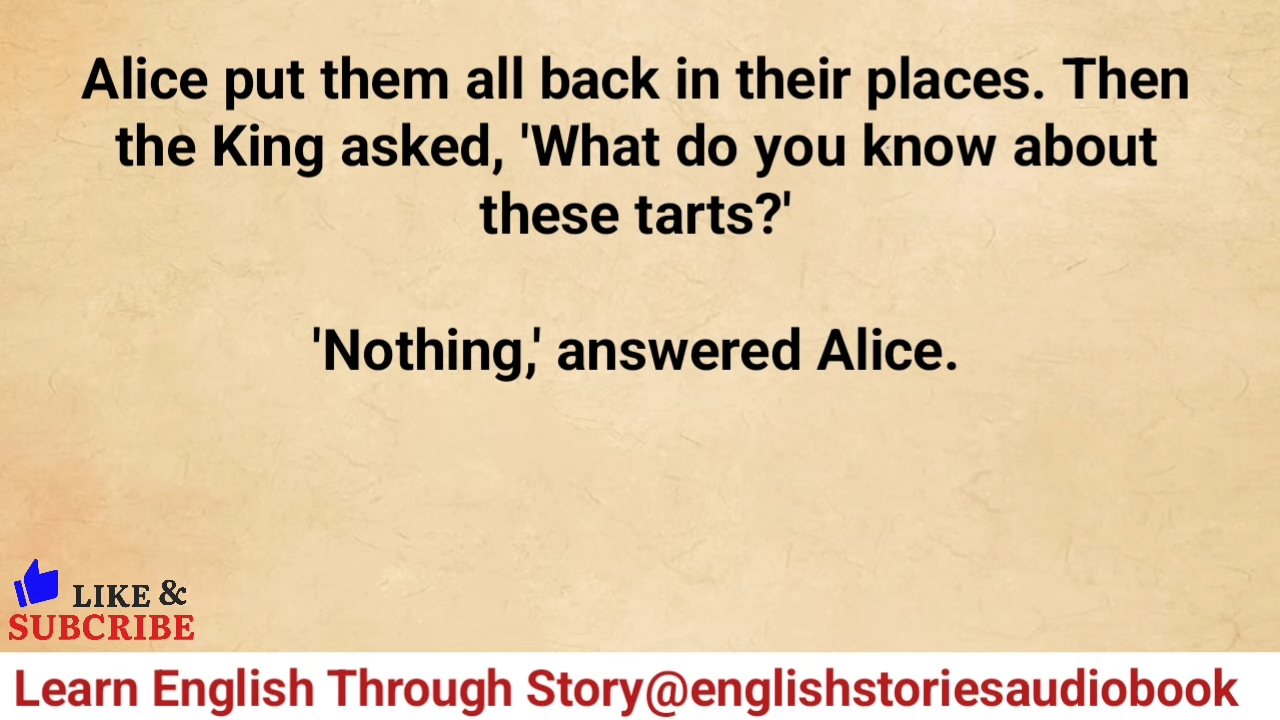 Alice put them all back in their places. Then
the King asked, 'What do you know about
these tarts?'
'Nothing,' answered Alice.
LIKE &
SUBCRIBE
Learn English Through Story@englishstoriesaudiobook